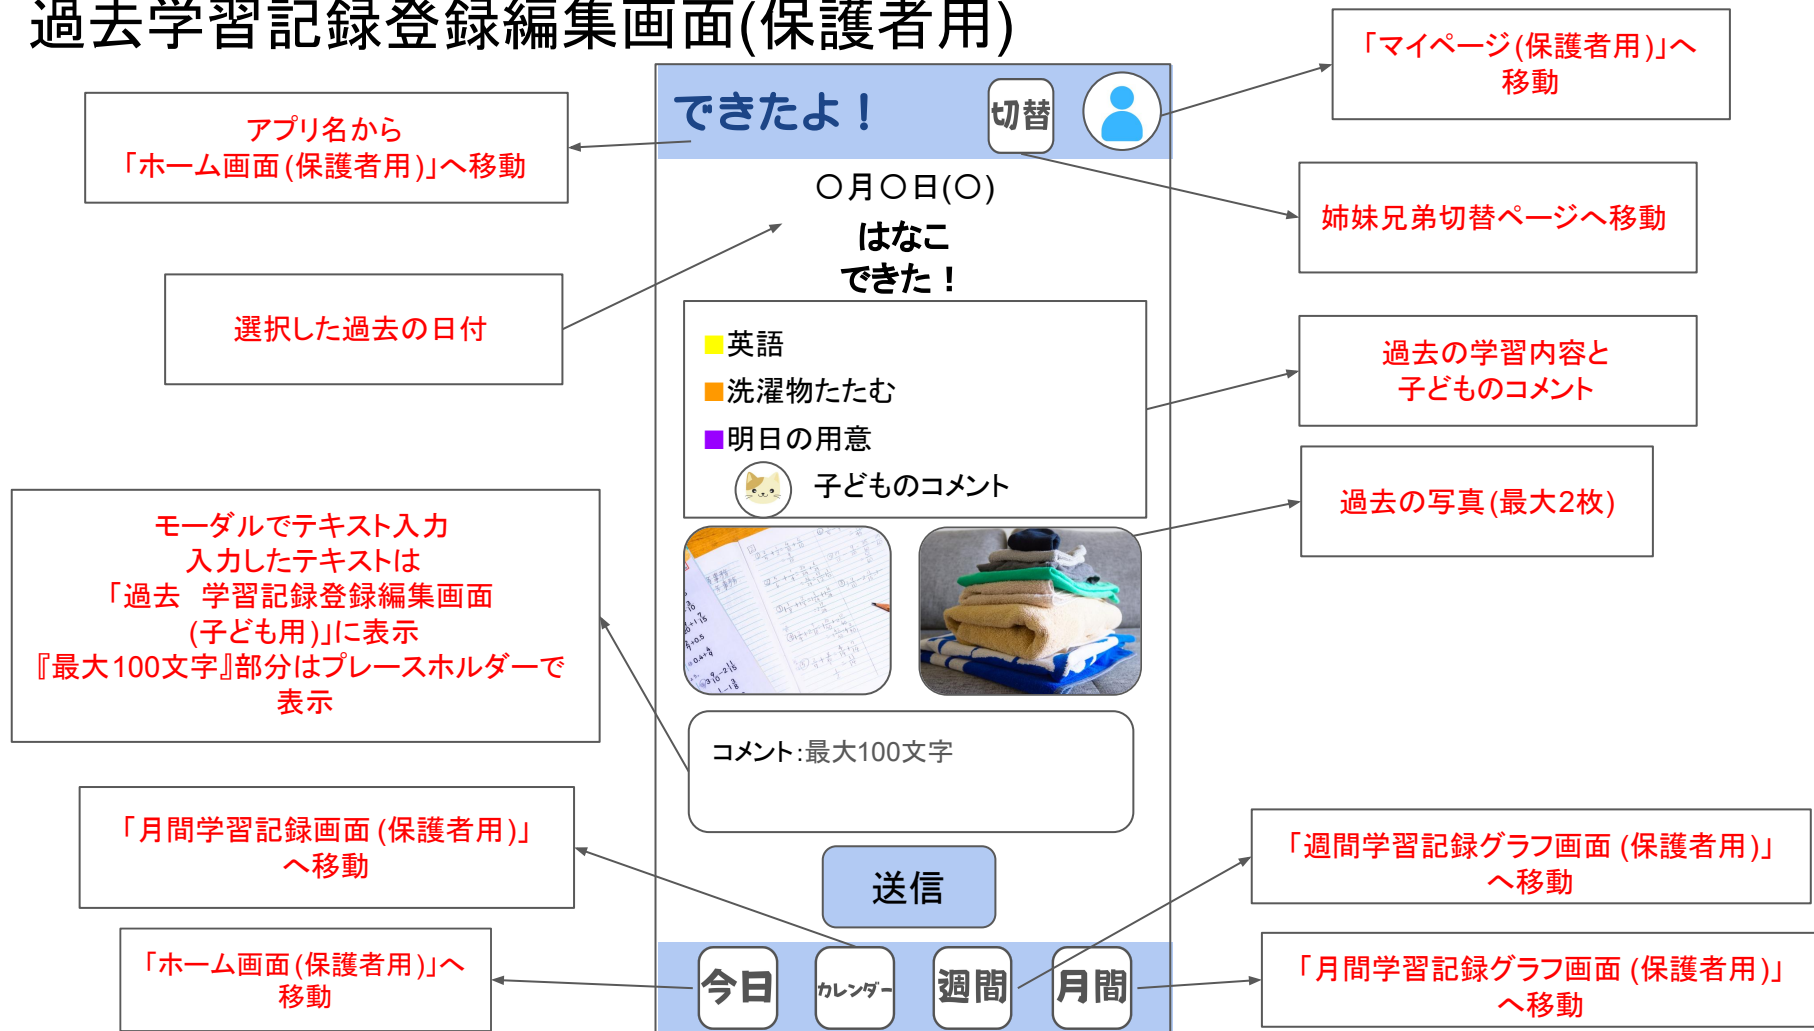 過去学習記録登録編集画面(保護者用)
「マイページ(保護者用)」へ
移動
できたよ！
切替
アプリ名から
「ホーム画面(保護者用)」へ移動
〇月〇日(〇)
姉妹兄弟切替ページへ移動
はなこ
できた！
選択した過去の日付
■英語
■洗濯物たたむ
■明日の用意
子どものコメント
過去の学習内容と
子どものコメント
過去の写真(最大2枚)
モーダルでテキスト入力
入力したテキストは
「過去　学習記録登録編集画面
(子ども用)」に表示
『最大100文字』部分はプレースホルダーで
表示
コメント:最大100文字
「月間学習記録画面(保護者用)」
へ移動
送信
「週間学習記録グラフ画面(保護者用)」
へ移動
「ホーム画面(保護者用)」へ
移動
今日
カレンダー
週間
月間
「月間学習記録グラフ画面(保護者用)」
へ移動